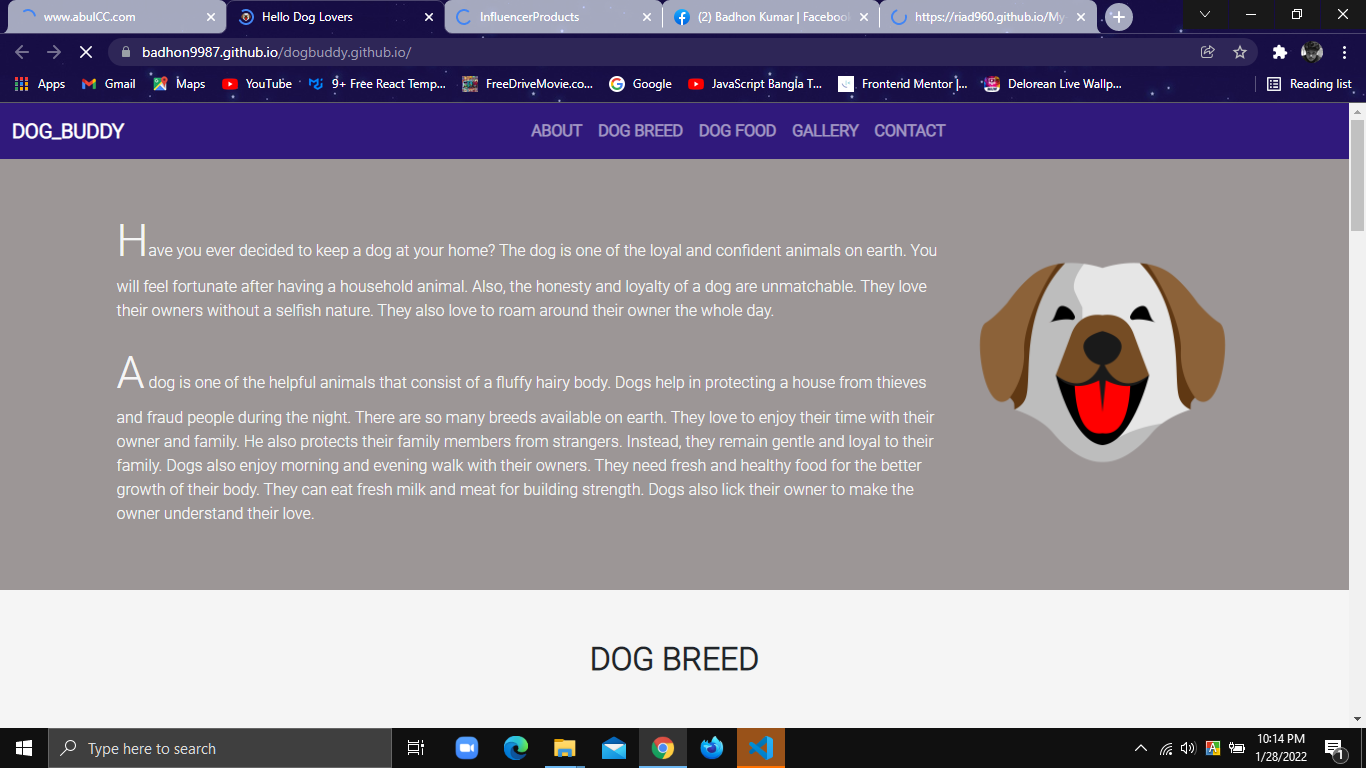 www.abulCC.com
Hello Dog Lovers
InfluencerProducts
(2) Badhon Kumar | Facebook
https://riad960.github.io/My
badhon9987.github.io/dogbuddy.github.io/
Apps
Gmail
Maps
YouTube
9+ Free React Temp...
FreeDriveMovie.co...
Google
JavaScript Bangla T...
Frontend Mentor |...
Delorean Live Wallp...
Reading list
DOG_BUDDY
ABOUT
DOG BREED
DOG FOOD
GALLERY
CONTACT
Have you ever decided to keep a dog at your home? The dog is one of the loyal and confident animals on earth. You
will feel fortunate after having a household animal. Also, the honesty and loyalty of a dog are unmatchable. They love
their owners without a selfish nature. They also love to roam around their owner the whole day.
A dog is one of the helpful animals that consist of a fluffy hairy body. Dogs help in protecting a house from thieves
and fraud people during the night. There are so many breeds available on earth. They love to enjoy their time with their
owner and family. He also protects their family members from strangers. Instead, they remain gentle and loyal to their
family. Dogs also enjoy morning and evening walk with their owners. They need fresh and healthy food for the better
growth of their body. They can eat fresh milk and meat for building strength. Dogs also lick their owner to make the
owner understand their love.
DOG BREED
Type here to search
A
10:14 PM
1/28/2022
1